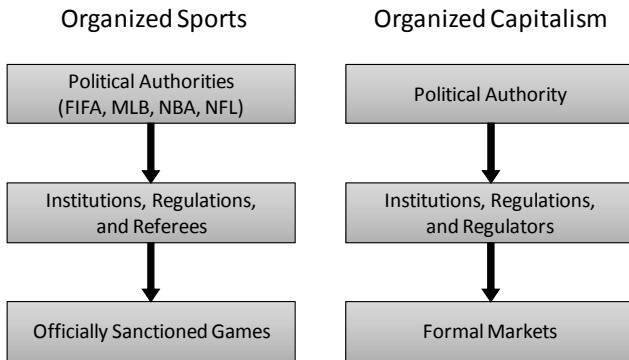 Organized Sports
Political Authorities
(FIFA, MLB, NBA, NFL)
Institutions, Regulations,
and Referees
Officially Sanctioned Games
Organized Capitalism
Political Authority
Institutions, Regulations,
and Regulators
Formal Markets